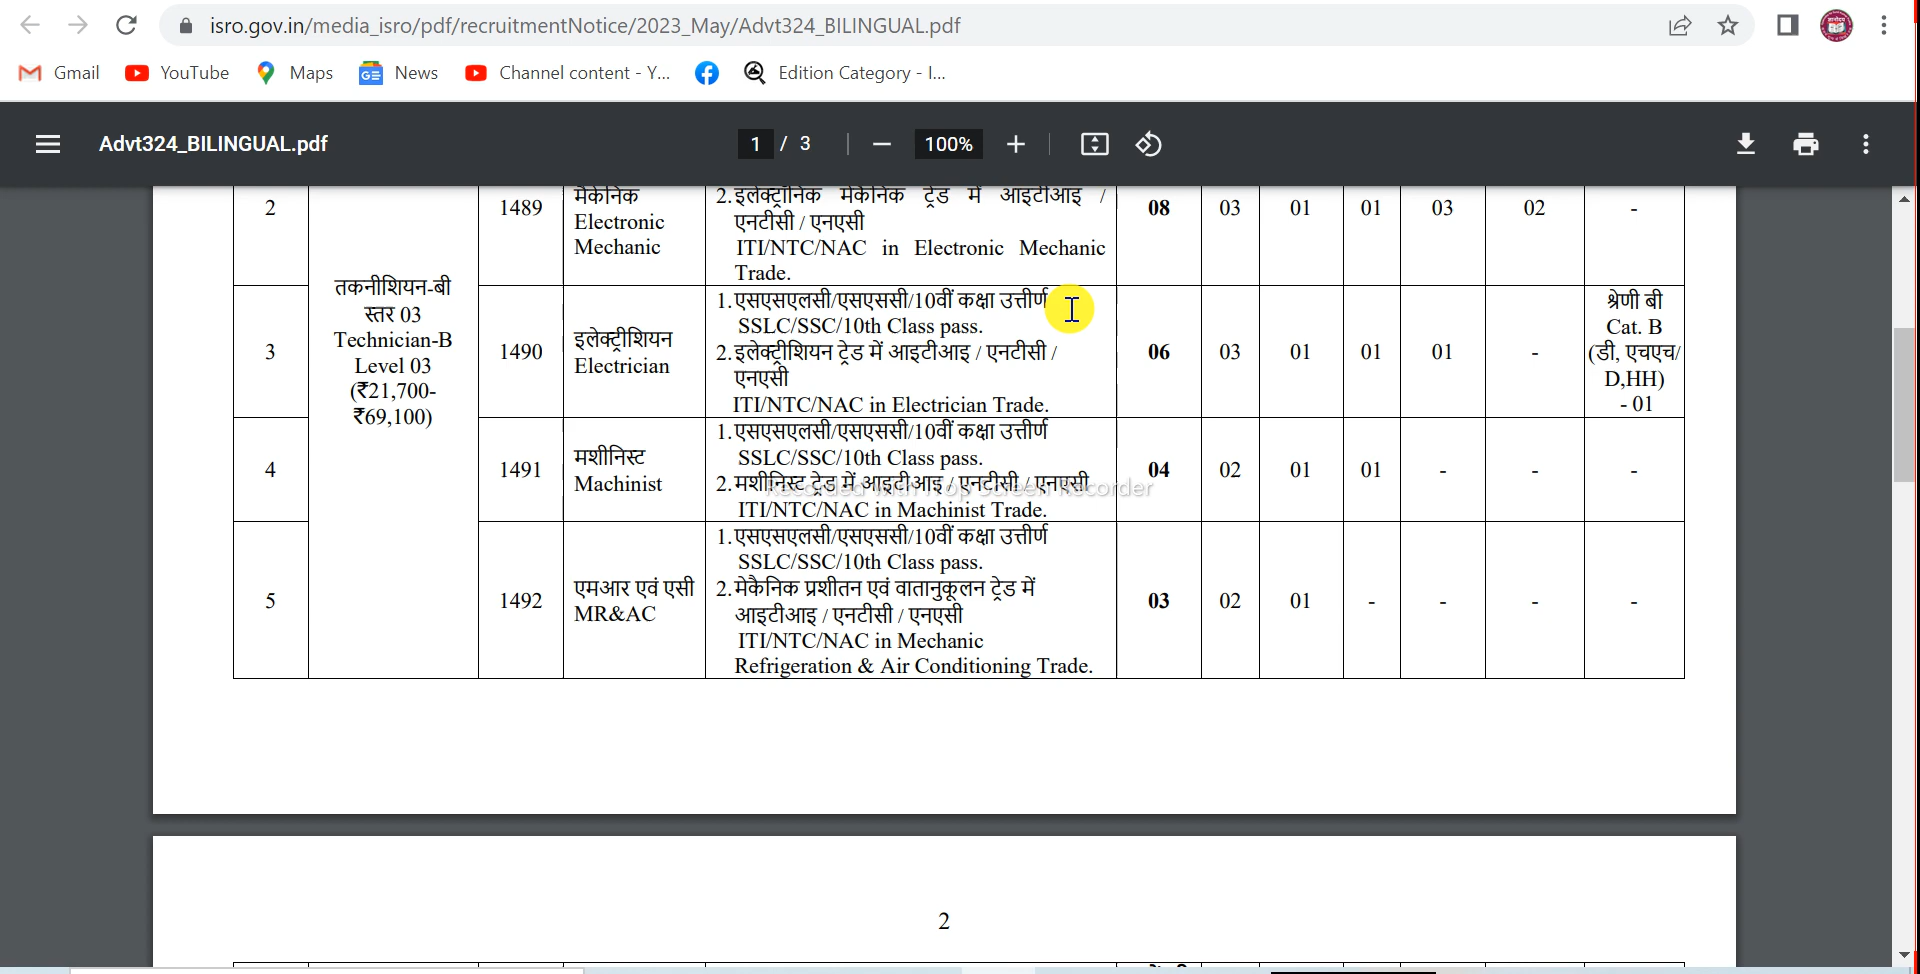 isro.gov.in/media_isro/pdf/recruitmentNotice/2023_May/Advt324_BILINGUAL.pdf
Gmail YouTube Maps News Channel content - Y... Edition Category - I...
Advt324_BILINGUAL.pdf 1 / 3 100%
2
1489
मैकेनिक
Electronic
Mechanic
2. इलेक्ट्रॉनिक मेकेनिक ट्रेड में आइटीआइ /
एनटीसी / एनएसी
ITI/NTC/NAC in Electronic Mechanic
Trade.
08 03 01 01 03 02 -
तकनीशियन-बी
स्तर 03
Technician-B
Level 03
(₹21,700-
₹69,100)
3
1490
इलेक्ट्रीशियन
Electrician
1. एसएसएलसी/एसएससी/10वीं कक्षा उत्तीर्ण
SSLC/SSC/10th Class pass.
2. इलेक्ट्रीशियन ट्रेड में आइटीआइ / एनटीसी /
एनएसी
ITI/NTC/NAC in Electrician Trade.
06 03 01 01 01 -
श्रेणी बी
Cat. B
(डी, एचएच/
D,HH)
- 01
4
1491
मशीनिस्ट
Machinist
1. एसएसएलसी/एसएससी/10वीं कक्षा उत्तीर्ण
SSLC/SSC/10th Class pass.
2. मशीनिस्ट ट्रेड में आइटीआइ / एनटीसी / एनएसी
ITI/NTC/NAC in Machinist Trade.
04 02 01 01 - - -
Recorded with iTop Screen Recorder
5
1492
एमआर एवं एसी
MR&AC
1. एसएसएलसी/एसएससी/10वीं कक्षा उत्तीर्ण
SSLC/SSC/10th Class pass.
2. मेकैनिक प्रशीतन एवं वातानुकूलन ट्रेड में
आइटीआइ / एनटीसी / एनएसी
ITI/NTC/NAC in Mechanic
Refrigeration & Air Conditioning Trade.
03 02 01 - - - -
2